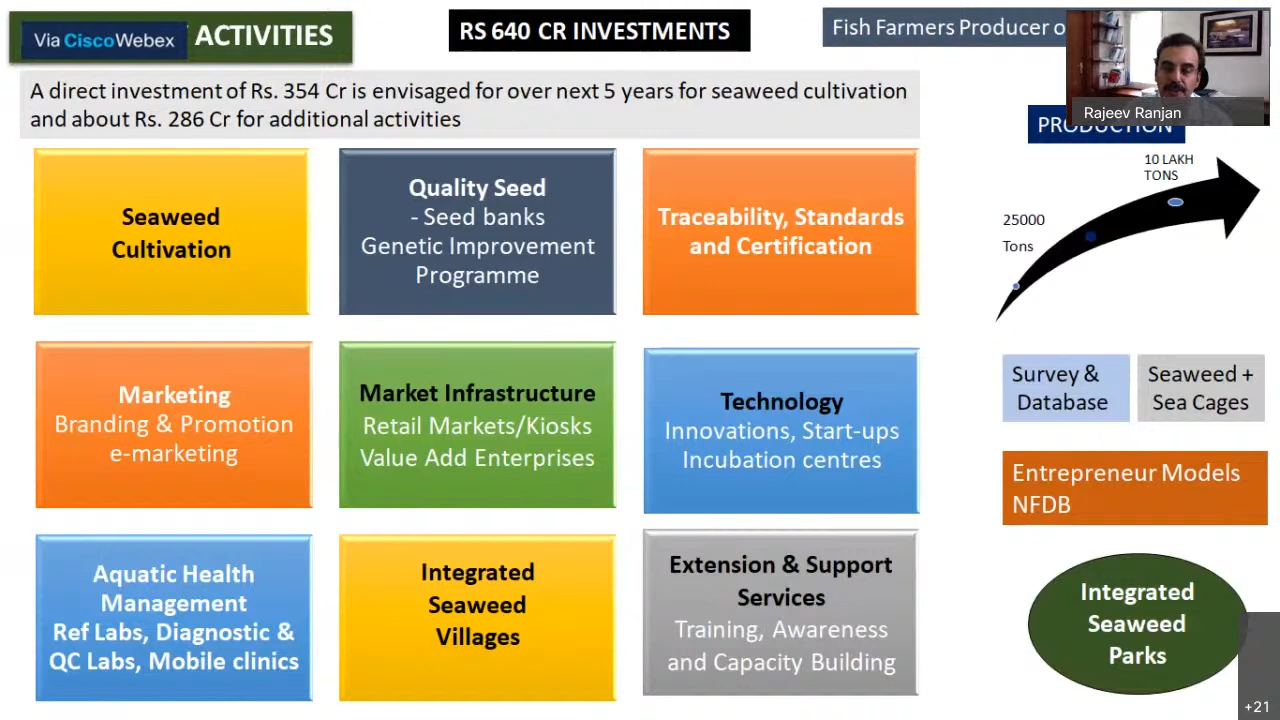 Via CiscoWebex
ACTIVITIES
RS 640 CR INVESTMENTS
Fish Farmers Producer
Rajeev Ranjan
A direct investment of Rs. 354 Cr is envisaged for over next 5 years for seaweed cultivation
and about Rs. 286 Cr for additional activities
PRODUCTION
10 LAKH
TONS
25000
Tons
Seaweed
Cultivation
Quality Seed
- Seed banks
Genetic Improvement
Programme
Traceability, Standards
and Certification
Marketing
Branding & Promotion
e-marketing
Market Infrastructure
Retail Markets/Kiosks
Value Add Enterprises
Technology
Innovations, Start-ups
Incubation centres
Survey &
Database
Seaweed +
Sea Cages
Entrepreneur Models
NFDB
Aquatic Health
Management
Ref Labs, Diagnostic &
QC Labs, Mobile clinics
Integrated
Seaweed
Villages
Extension & Support
Services
Training, Awareness
and Capacity Building
Integrated
Seaweed
Parks
+21